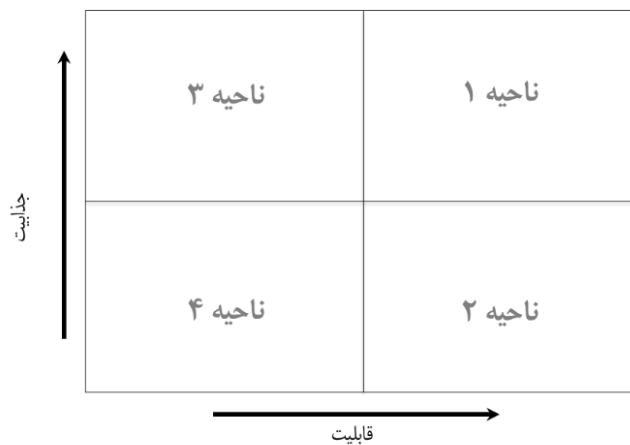 ناحیه ۱
ناحیه ۳
جذابیت
ناحیه ۲
ناحیه ۴
قابلیت